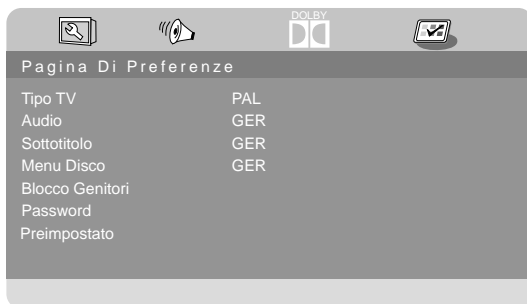 DOLBY
Pagina Di Preferenze
Tipo TV PAL
Audio GER
Sottotitolo GER
Menu Disco GER
Blocco Genitori
Password
Preimpostato